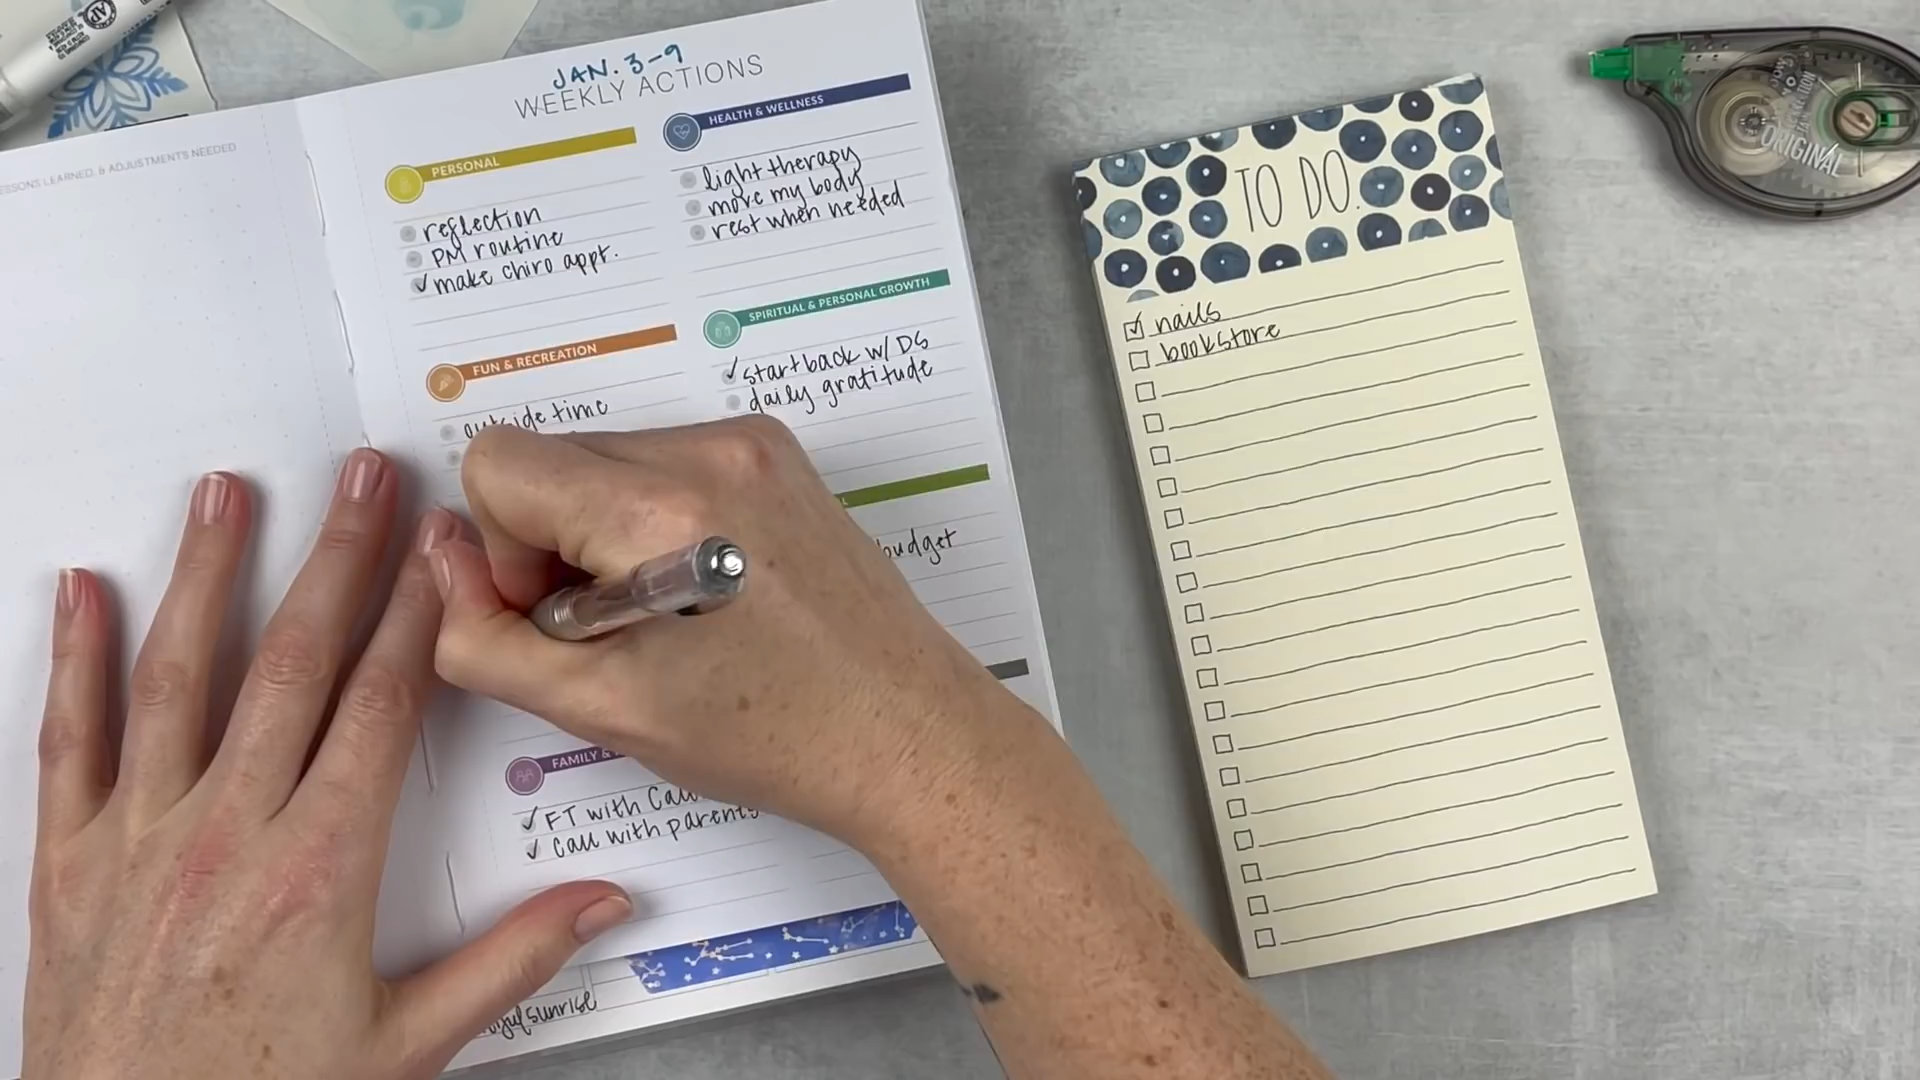 LESSONS LEARNED, & ADJUSTMENTS NEEDED
JAN. 3-9
WEEKLY ACTIONS
PERSONAL
reflection
PM routine
✓ make chiro appt.
HEALTH & WELLNESS
light therapy
move my body
rest when needed
FUN & RECREATION
outside time
SPIRITUAL & PERSONAL GROWTH
✓ start back w/ DS
daily gratitude
budget
FAMILY &
✓ FT with
✓ Call with parents
sunrise
TO DO.
☑ nails
☐ bookstore
ORIGINAL
AP